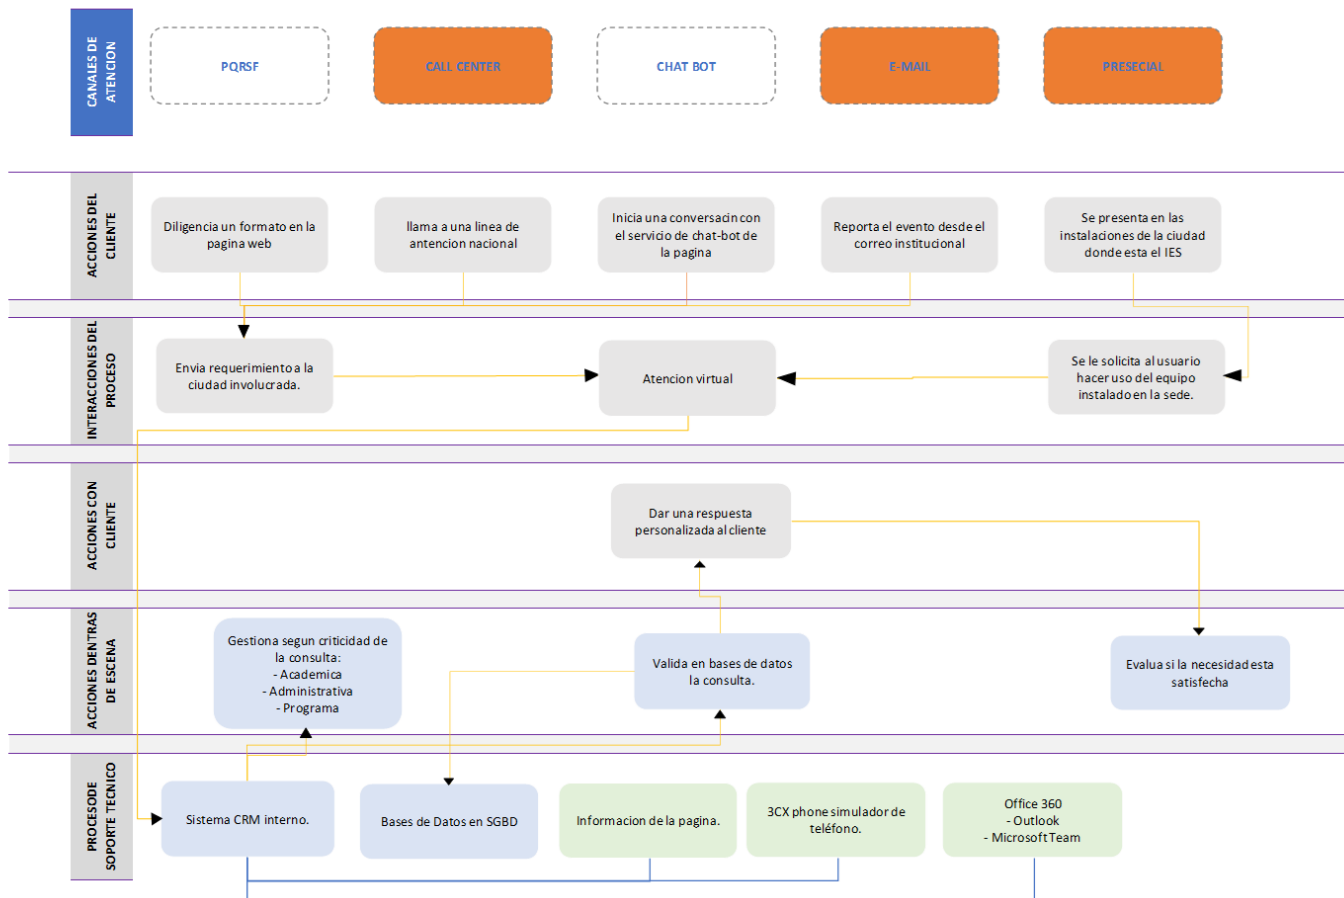 CANALES DE
ATENCION
PQRSF
CALL CENTER
CHAT BOT
E-MAIL
PRESECIAL
ACCIONES DEL
CLIENTE
Diligencia un formato en la
pagina web
llama a una linea de
antencion nacional
Inicia una conversacin con
el servicio de chat-bot de
la pagina
Reporta el evento desde el
correo institucional
Se presenta en las
instalaciones de la ciudad
donde esta el IES
INTERACCIONES DEL
PROCESO
Envia requerimiento a la
ciudad involucrada.
Atencion virtual
Se le solicita al usuario
hacer uso del equipo
instalado en la sede.
ACCIONES CON
CLIENTE
Dar una respuesta
personalizada al cliente
ACCIONES DENTRAS
DE ESCENA
Gestiona segun criticidad de
la consulta:
- Academica
- Administrativa
- Programa
Valida en bases de datos
la consulta.
Evalua si la necesidad esta
satisfecha
PROCESO DE
SOPORTE TECNICO
Sistema CRM interno.
Bases de Datos en SGBD
Informacion de la pagina.
3CX phone simulador de
teléfono.
Office 360
- Outlook
- Microsoft Team